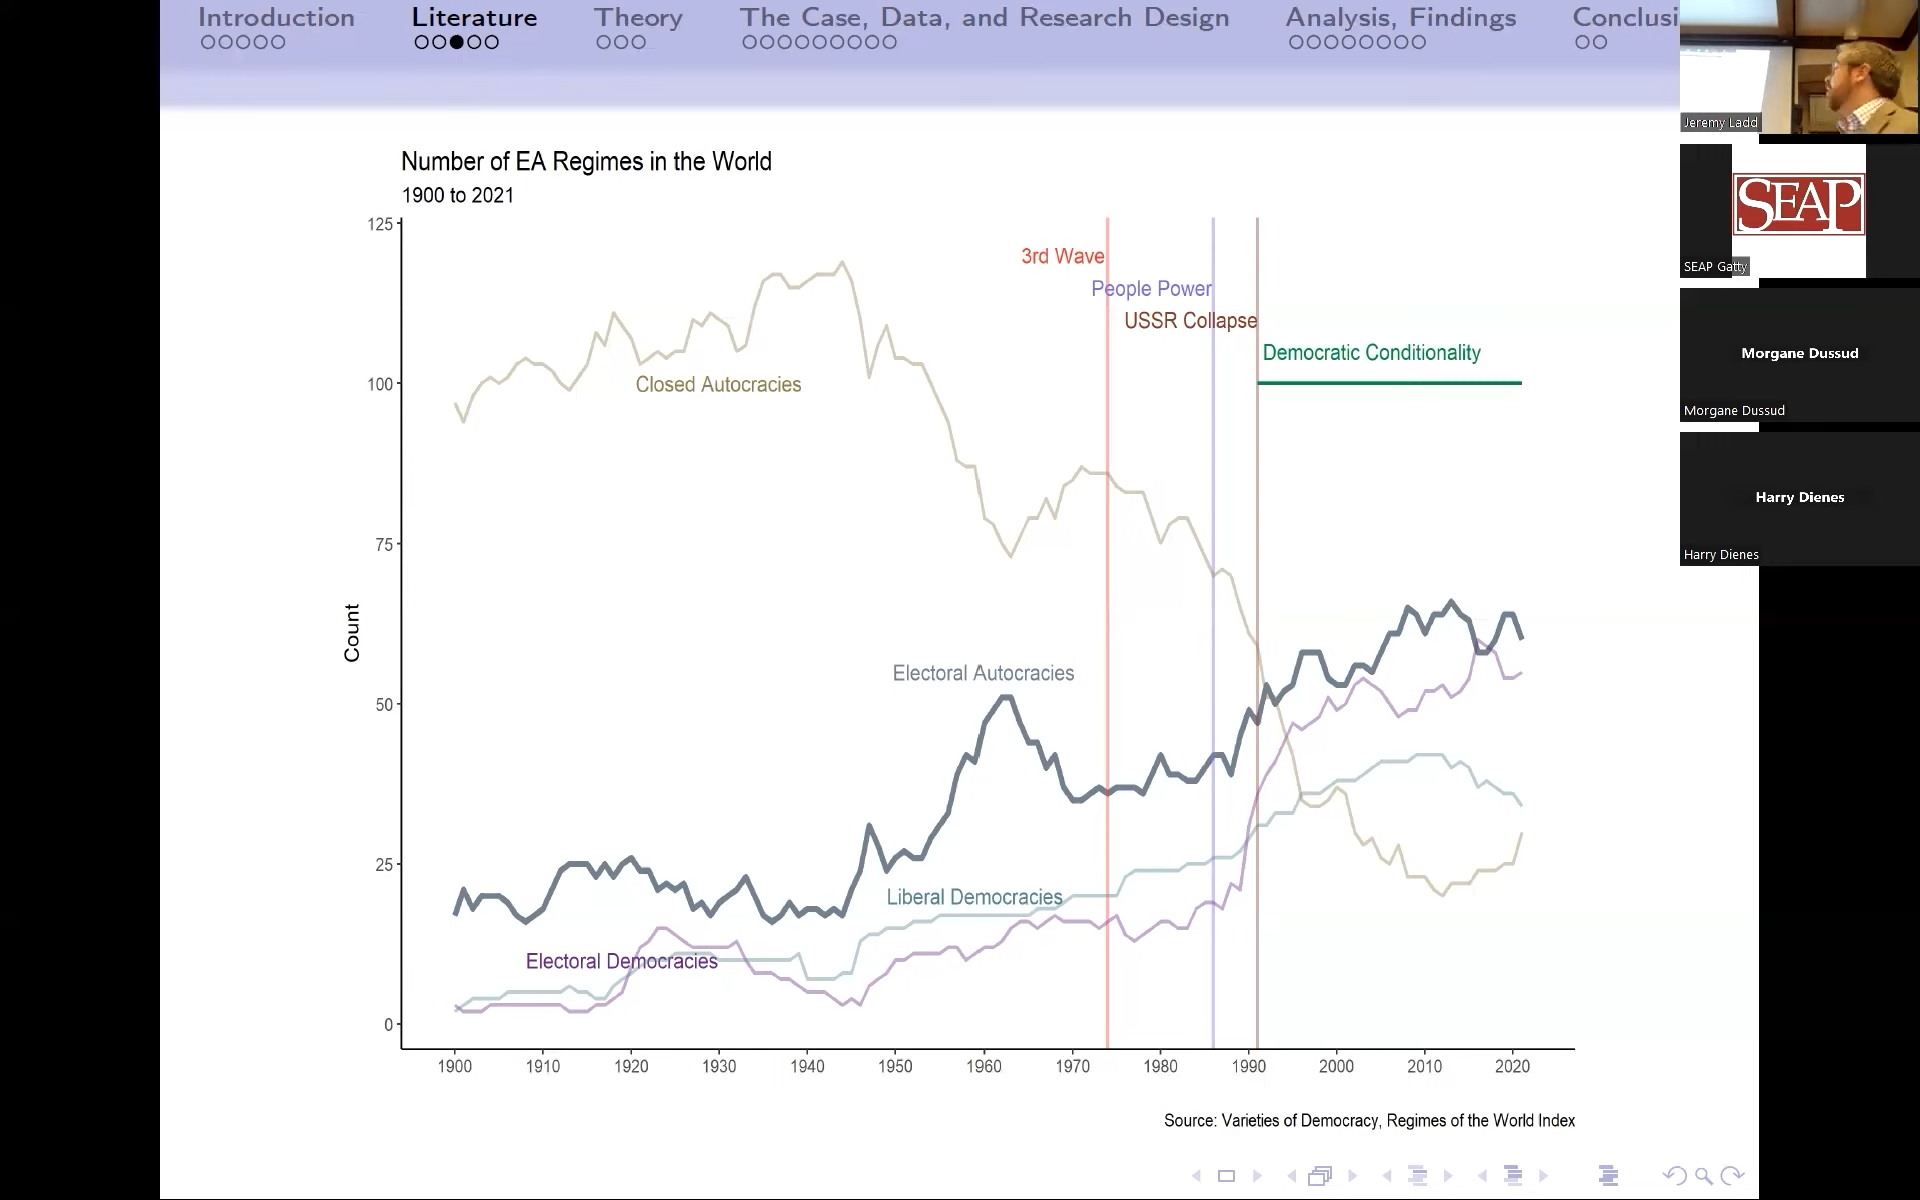 Introduction
Literature
Theory
The Case, Data, and Research Design
Analysis, Findings
Conclusi
Jeremy Ladd
SEAP
SEAP Gatty
Morgane Dussud
Morgane Dussud
Harry Dienes
Harry Dienes
Number of EA Regimes in the World
1900 to 2021
125
100
75
50
25
0
Count
3rd Wave
People Power
USSR Collapse
Democratic Conditionality
Closed Autocracies
Electoral Autocracies
Liberal Democracies
Electoral Democracies
1900 1910 1920 1930 1940 1950 1960 1970 1980 1990 2000 2010 2020
Source: Varieties of Democracy, Regimes of the World Index